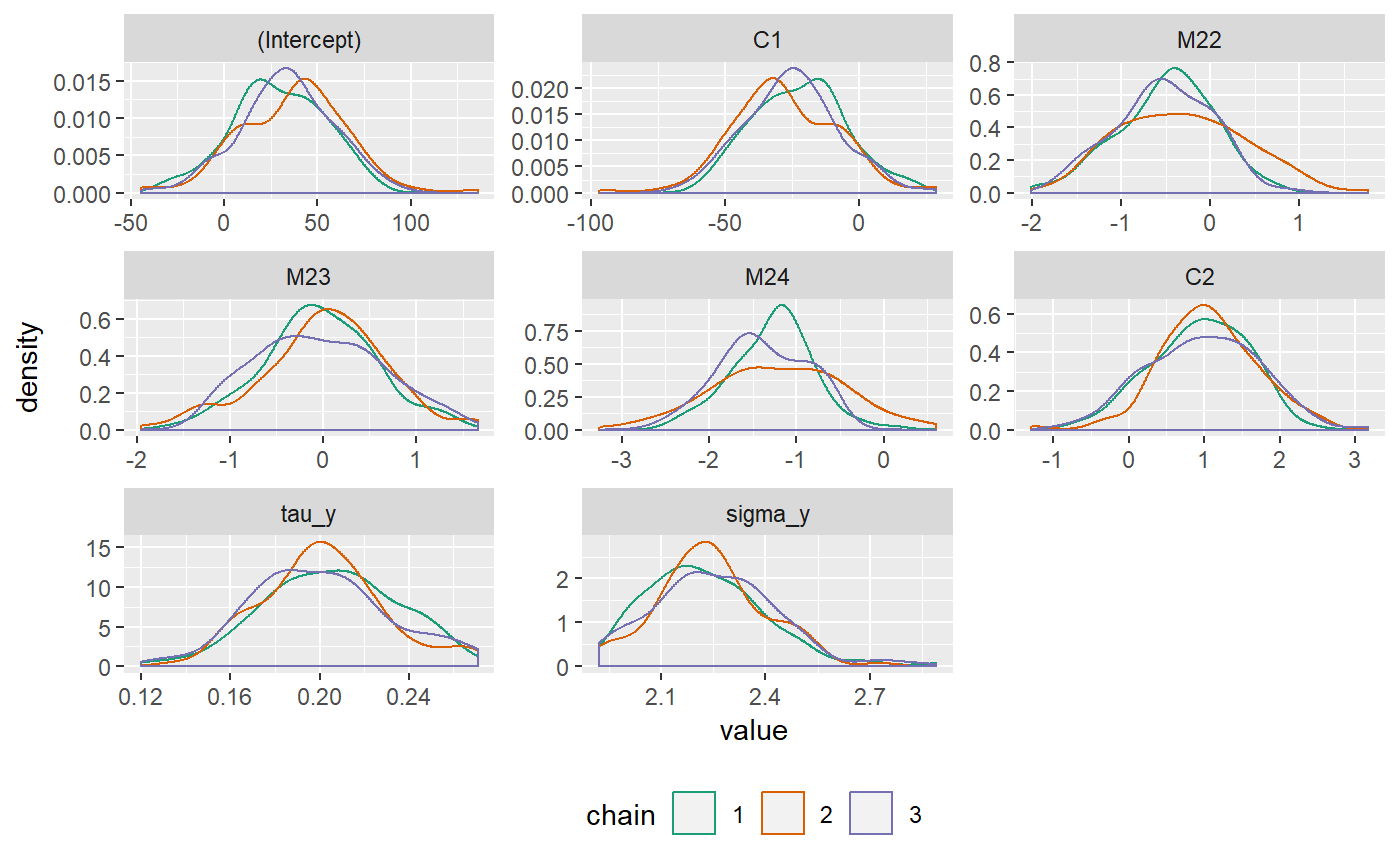 (Intercept) C1 M22
0.015 0.010 0.005 0.000
0.020 0.015 0.010 0.005 0.000
0.8 0.6 0.4 0.2 0.0
-50 0 50 100
-100 -50 0
-2 -1 0 1
M23 M24 C2
0.6 0.4 0.2 0.0
0.75 0.50 0.25 0.00
0.6 0.4 0.2 0.0
-2 -1 0 1
-3 -2 -1 0
-1 0 1 2 3
density
tau_y sigma_y
15 10 5 0
2 1 0
0.12 0.16 0.20 0.24
2.1 2.4 2.7
value
chain 1 2 3